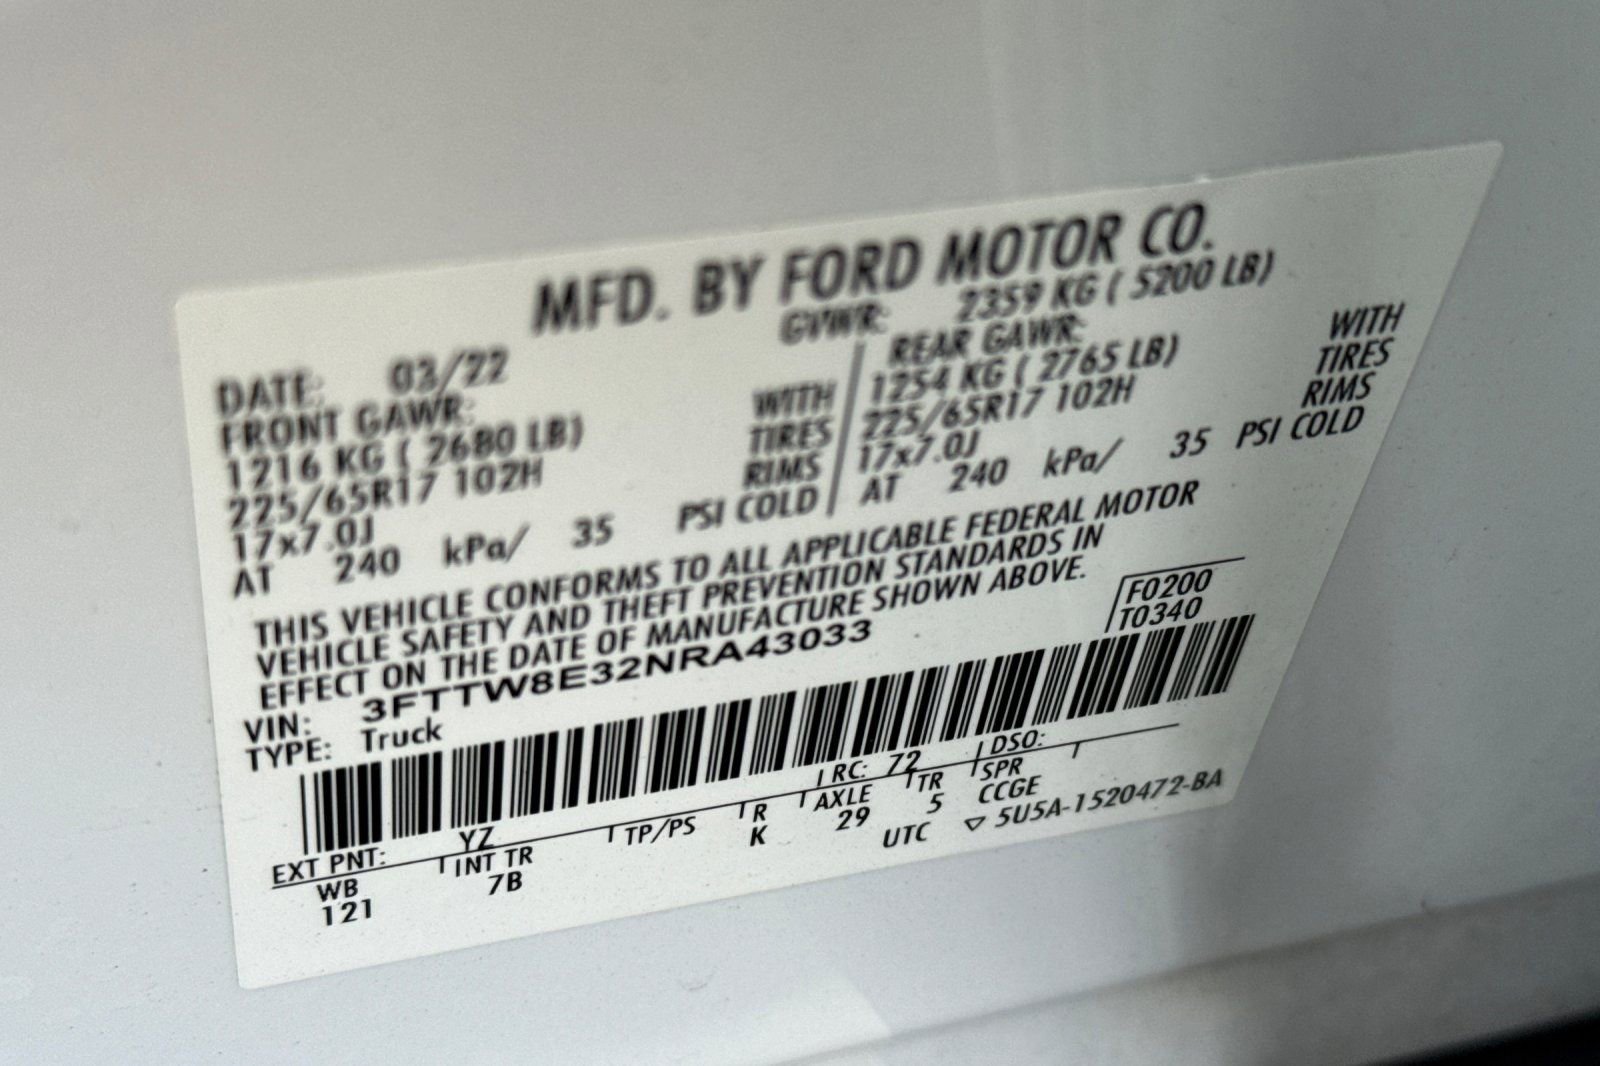 MFD. BY FORD MOTOR CO.
DATE: 03/22 GVWR: 2359 KG ( 5200 LB)
FRONT GAWR: REAR GAWR:
1216 KG ( 2680 LB) WITH 1254 KG ( 2765 LB) WITH
225/65R17 102H TIRES 225/65R17 102H TIRES
17x7.0J RIMS 17x7.0J RIMS
AT 240 kPa/ 35 PSI COLD AT 240 kPa/ 35 PSI COLD
THIS VEHICLE CONFORMS TO ALL APPLICABLE FEDERAL MOTOR
VEHICLE SAFETY AND THEFT PREVENTION STANDARDS IN
EFFECT ON THE DATE OF MANUFACTURE SHOWN ABOVE.
F0200
VIN: 3FTTW8E32NRA43033 T0340
TYPE: Truck
EXT PNT: YZ RC: 72 DSO:
WB INT TR TP/PS R AXLE TR SPR
121 7B K 29 5 CCGE
UTC ▽ 5U5A-1520472-BA